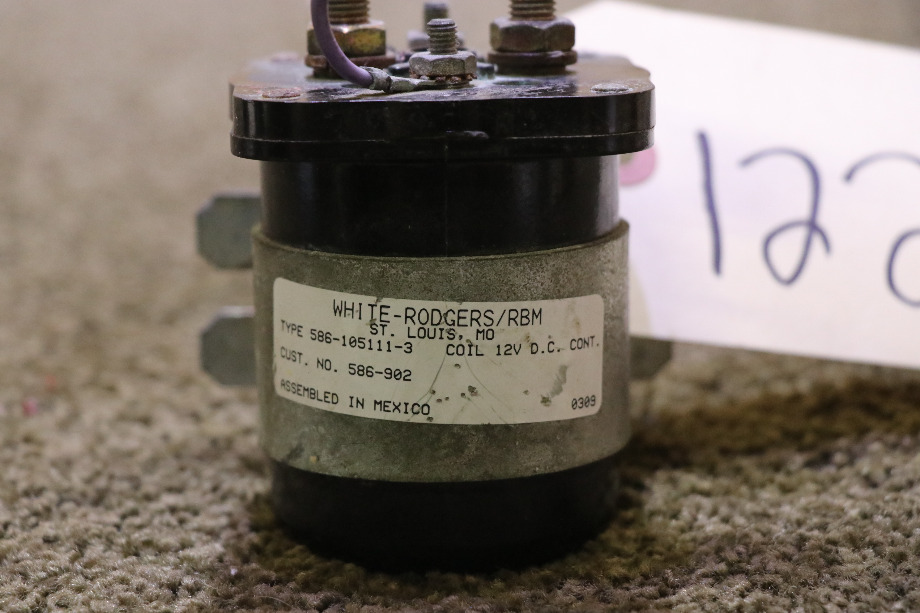 WHITE-RODGERS/RBM
ST. LOUIS, MO
TYPE 586-105111-3 COIL 12V D.C. CONT.
CUST. NO. 586-902
ASSEMBLED IN MEXICO 0309
12